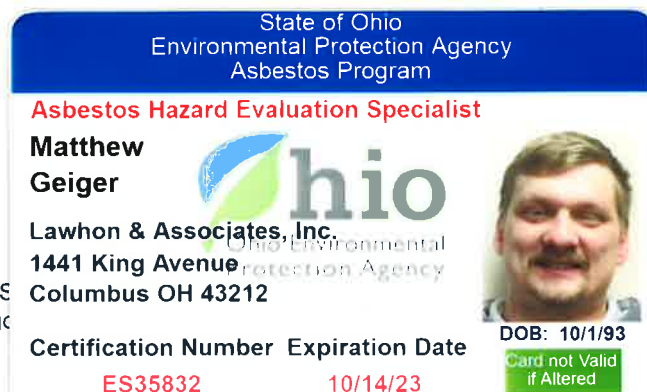 State of Ohio
Environmental Protection Agency
Asbestos Program
Asbestos Hazard Evaluation Specialist
Matthew
Geiger
hio
Ohio Environmental
Protection Agency
Lawhon & Associates, Inc.
1441 King Avenue
Columbus OH 43212
DOB: 10/1/93
Certification Number Expiration Date
ES35832 10/14/23
Card not Valid
if Altered